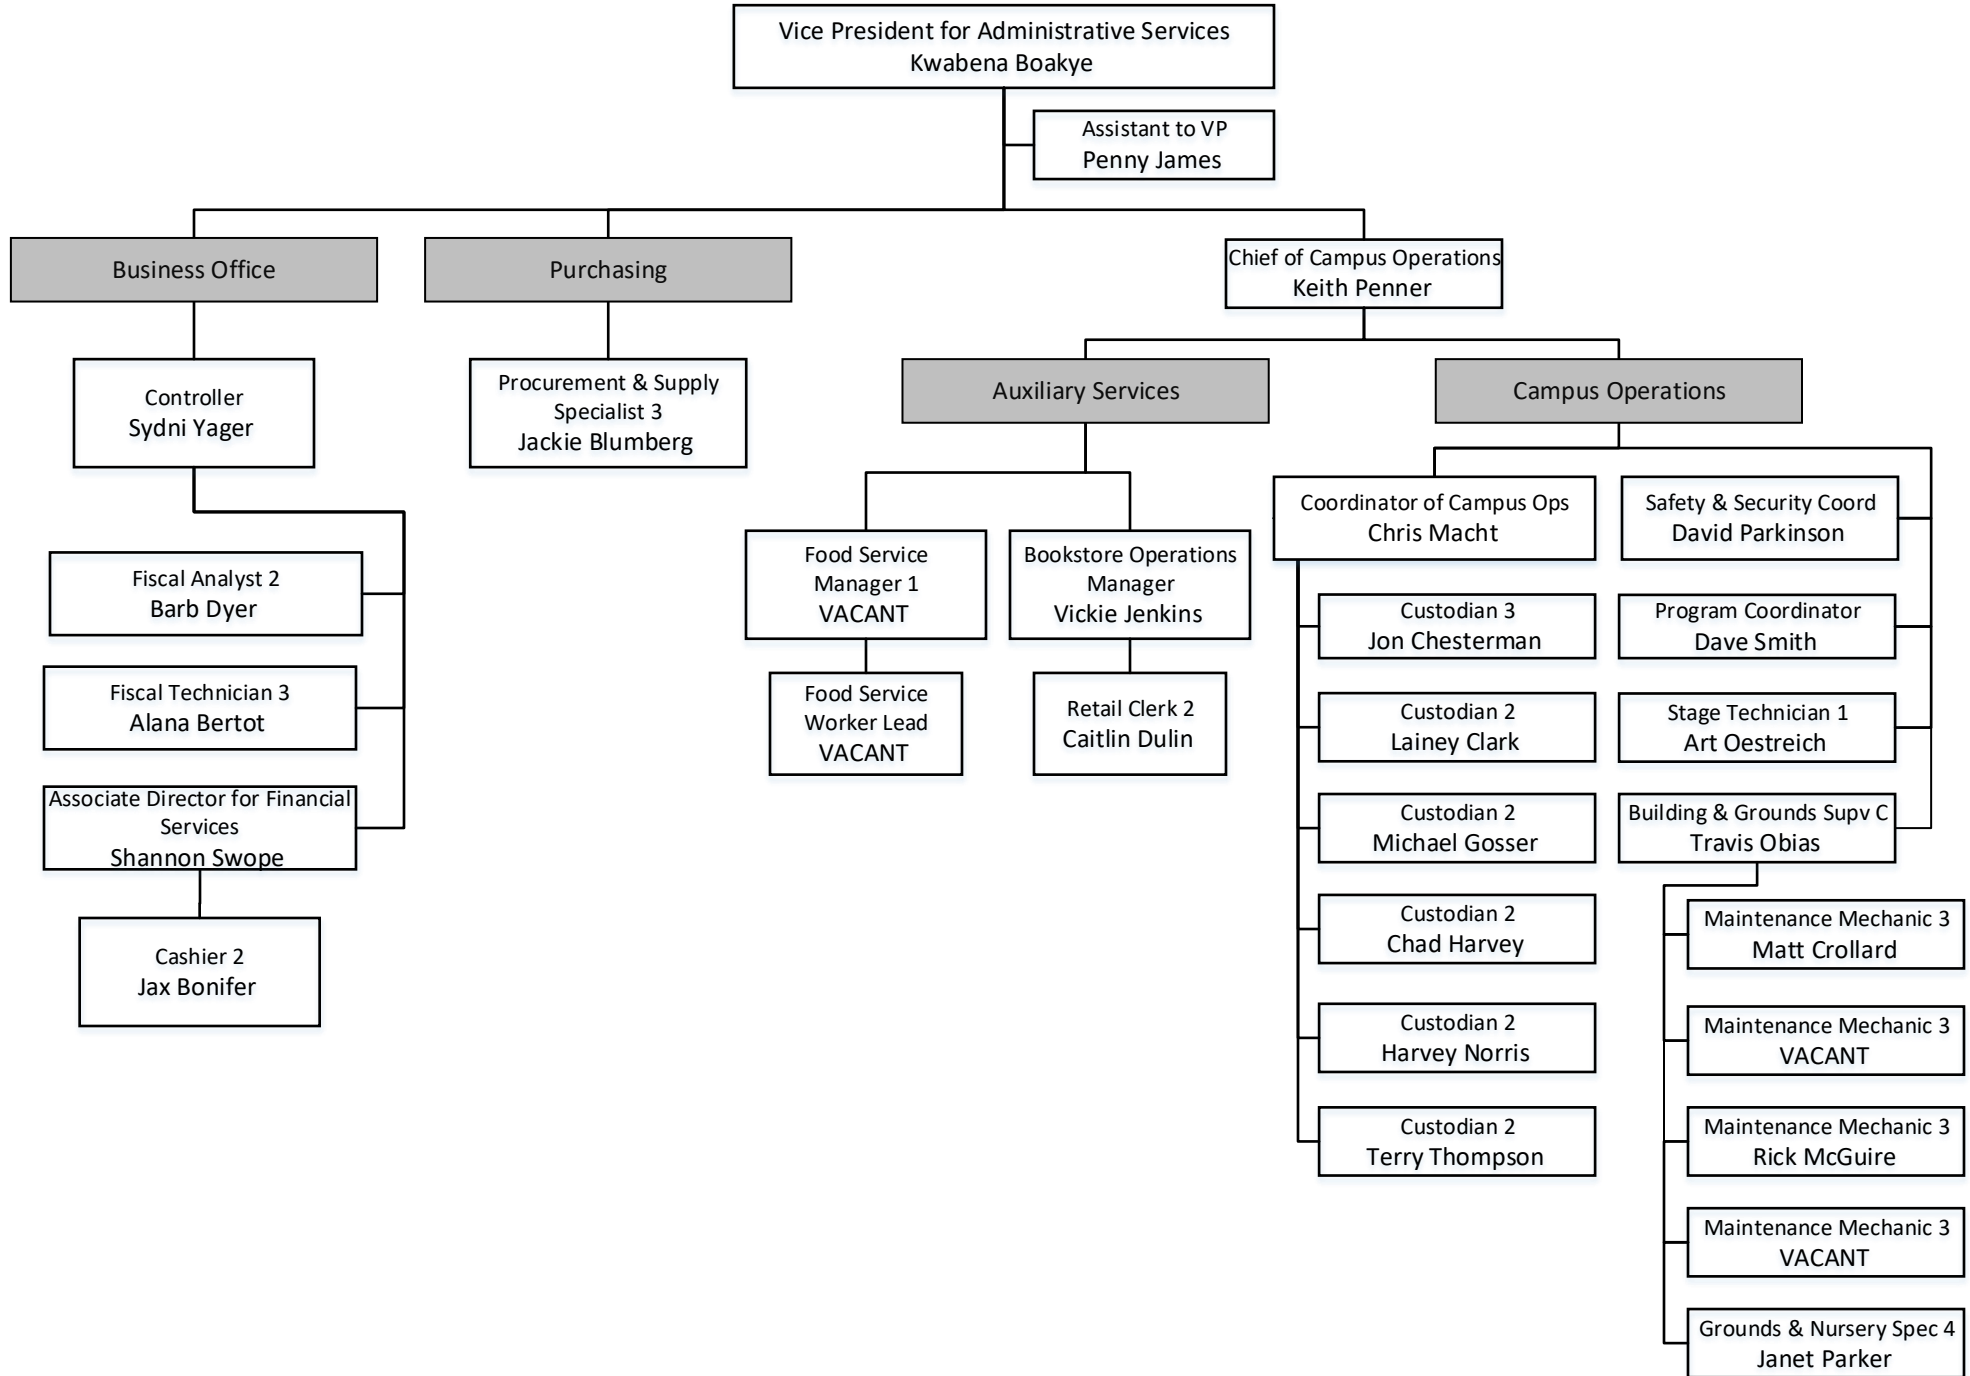 Vice President for Administrative Services
Kwabena Boakye
Assistant to VP
Penny James
Business Office
Purchasing
Chief of Campus Operations
Keith Penner
Controller
Sydni Yager
Procurement & Supply
Specialist 3
Jackie Blumberg
Auxiliary Services
Campus Operations
Fiscal Analyst 2
Barb Dyer
Fiscal Technician 3
Alana Bertot
Associate Director for Financial
Services
Shannon Swope
Cashier 2
Jax Bonifer
Food Service
Manager 1
VACANT
Food Service
Worker Lead
VACANT
Bookstore Operations
Manager
Vickie Jenkins
Retail Clerk 2
Caitlin Dulin
Coordinator of Campus Ops
Chris Macht
Custodian 3
Jon Chesterman
Custodian 2
Lainey Clark
Custodian 2
Michael Gosser
Custodian 2
Chad Harvey
Custodian 2
Harvey Norris
Custodian 2
Terry Thompson
Safety & Security Coord
David Parkinson
Program Coordinator
Dave Smith
Stage Technician 1
Art Oestreich
Building & Grounds Supv C
Travis Obias
Maintenance Mechanic 3
Matt Crollard
Maintenance Mechanic 3
VACANT
Maintenance Mechanic 3
Rick McGuire
Maintenance Mechanic 3
VACANT
Grounds & Nursery Spec 4
Janet Parker